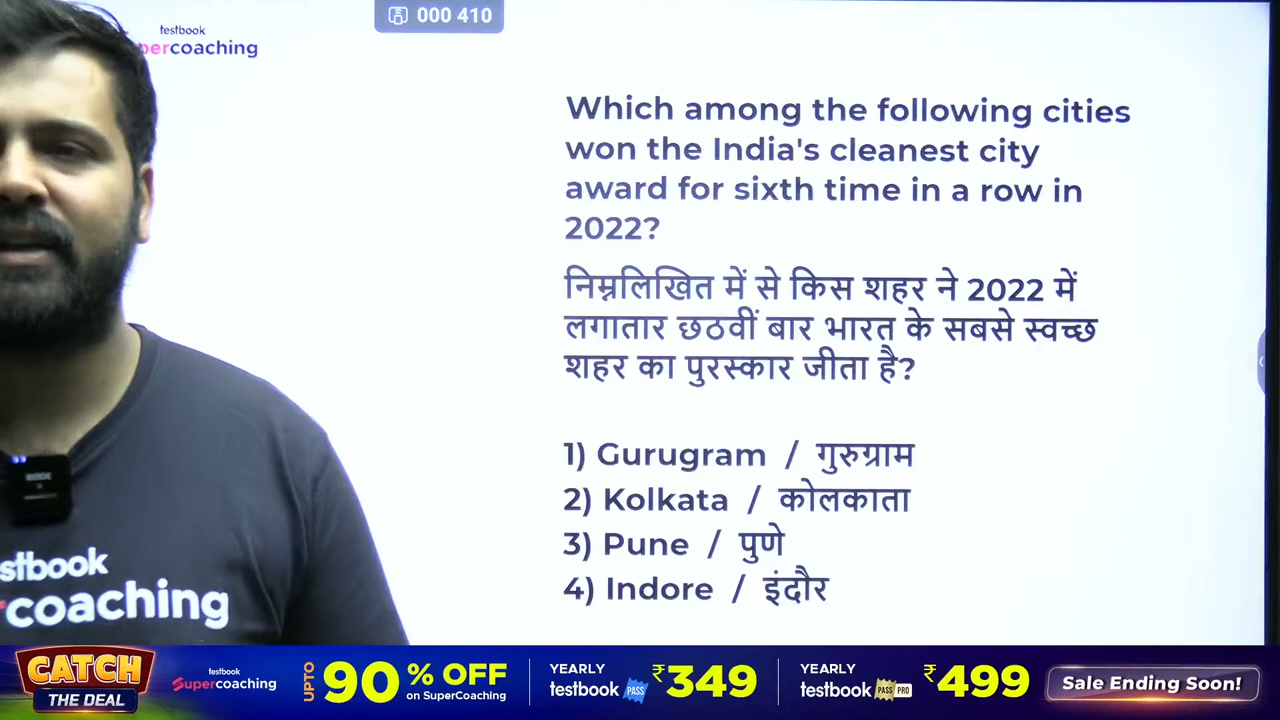 testbook
percoaching
000 410
Which among the following cities
won the India's cleanest city
award for sixth time in a row in
2022?
निम्नलिखित में से किस शहर ने 2022 में
लगातार छठवीं बार भारत के सबसे स्वच्छ
शहर का पुरस्कार जीता है?
1) Gurugram / गुरुग्राम
2) Kolkata / कोलकाता
3) Pune / पुणे
4) Indore / इंदौर
stbook
coaching
CATCH
THE DEAL
testbook
Supercoaching
UPTO
90 % OFF
on SuperCoaching
YEARLY
testbook PASS
₹349
YEARLY
testbook PASS PRO
₹499
Sale Ending Soon!